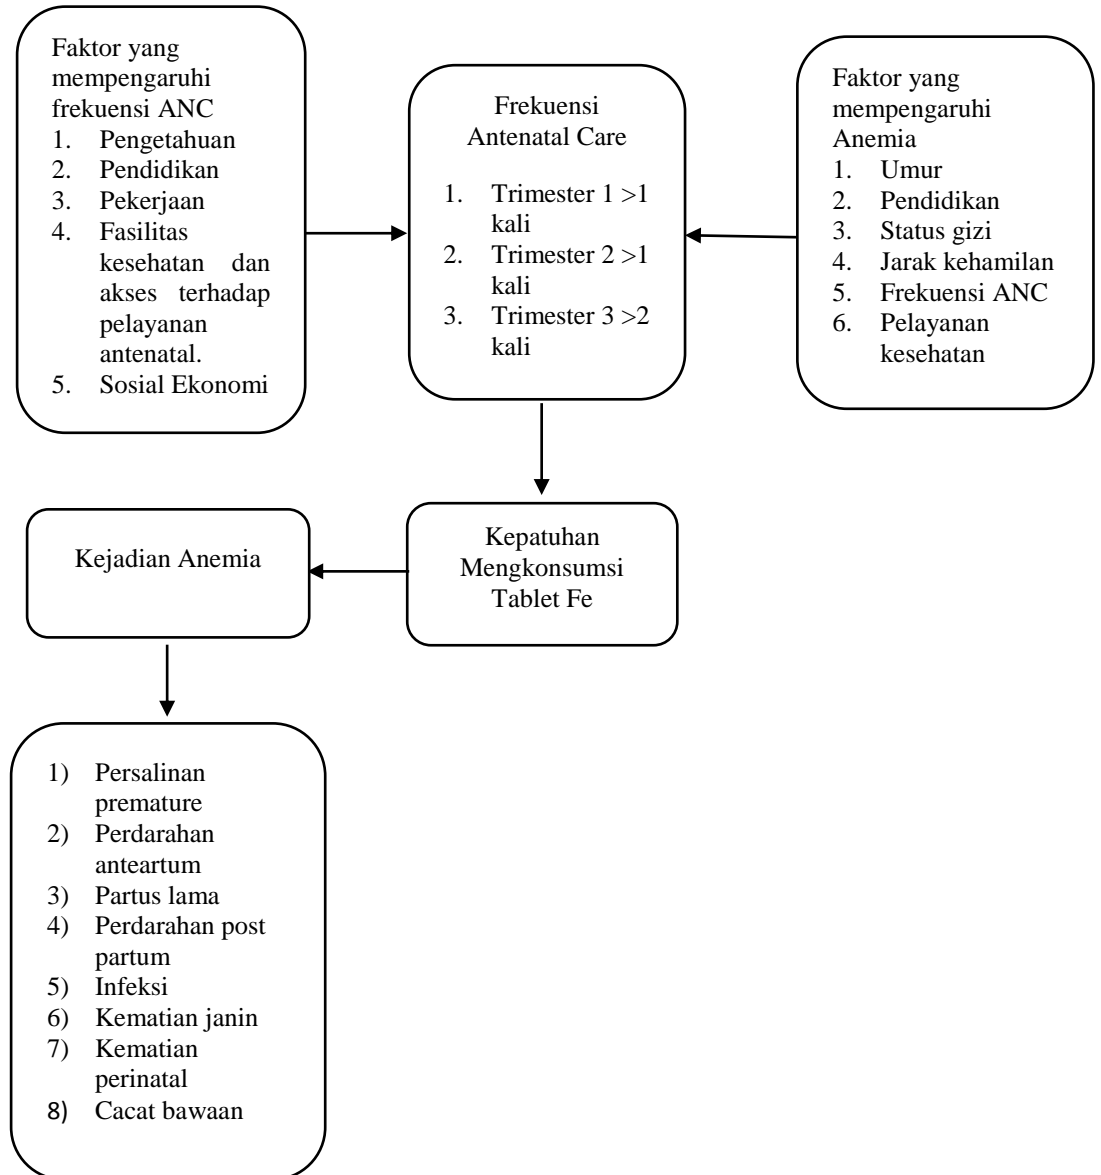 Faktor yang
mempengaruhi
frekuensi ANC
1. Pengetahuan
2. Pendidikan
3. Pekerjaan
4. Fasilitas
kesehatan dan
akses terhadap
pelayanan
antenatal.
5. Sosial Ekonomi
Frekuensi
Antenatal Care
1. Trimester 1 >1
kali
2. Trimester 2 >1
kali
3. Trimester 3 >2
kali
Faktor yang
mempengaruhi
Anemia
1. Umur
2. Pendidikan
3. Status gizi
4. Jarak kehamilan
5. Frekuensi ANC
6. Pelayanan
kesehatan
Kejadian Anemia
Kepatuhan
Mengkonsumsi
Tablet Fe
1) Persalinan
premature
2) Perdarahan
anteartum
3) Partus lama
4) Perdarahan post
partum
5) Infeksi
6) Kematian janin
7) Kematian
perinatal
8) Cacat bawaan